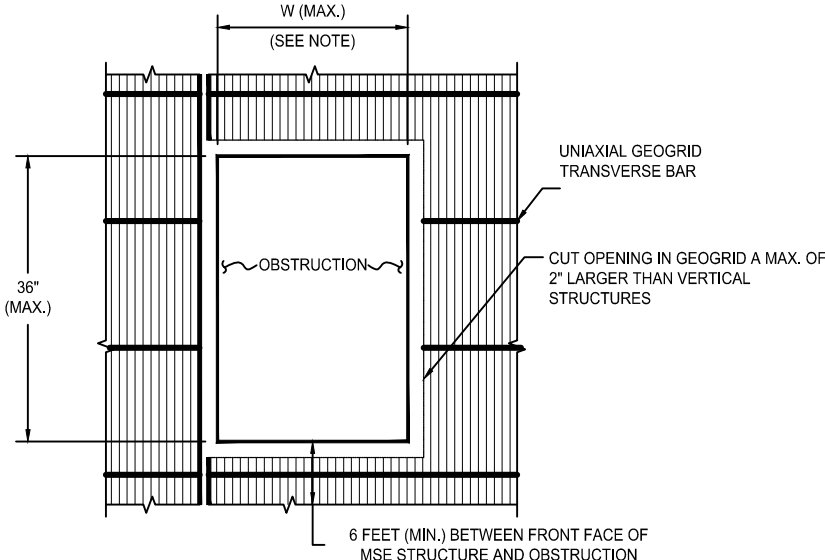 W (MAX.)
(SEE NOTE)
UNIAXIAL GEOGRID
TRANSVERSE BAR
OBSTRUCTION
CUT OPENING IN GEOGRID A MAX. OF
2" LARGER THAN VERTICAL
STRUCTURES
36"
(MAX.)
6 FEET (MIN.) BETWEEN FRONT FACE OF
MSE STRUCTURE AND OBSTRUCTION